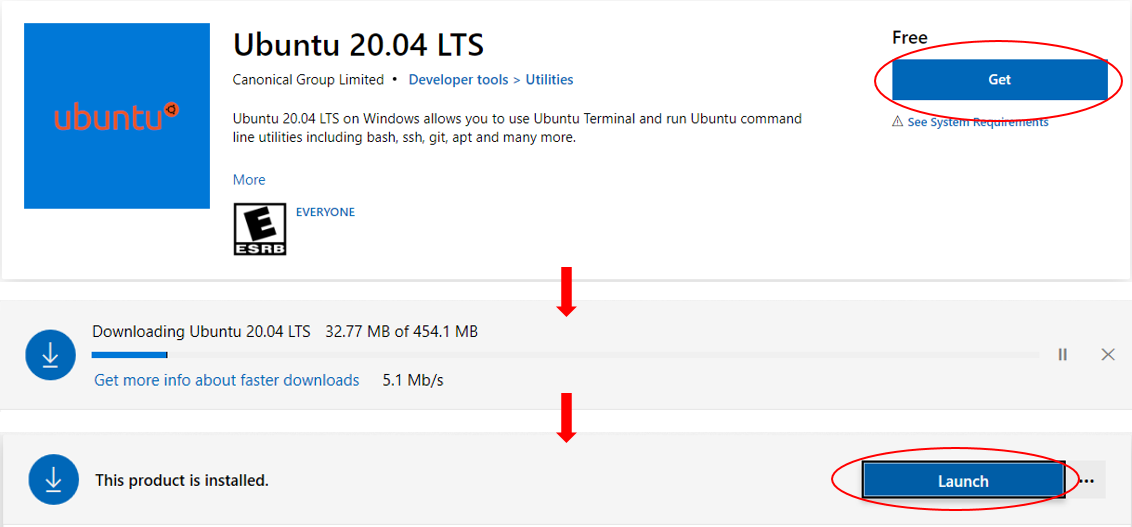 Ubuntu 20.04 LTS
Canonical Group Limited • Developer tools > Utilities
Ubuntu 20.04 LTS on Windows allows you to use Ubuntu Terminal and run Ubuntu command
line utilities including bash, ssh, git, apt and many more.
More
EVERYONE
E
ESRB
ubuntu
Free
Get
See System Requirements
Downloading Ubuntu 20.04 LTS 32.77 MB of 454.1 MB
Get more info about faster downloads 5.1 Mb/s
This product is installed.
Launch
...